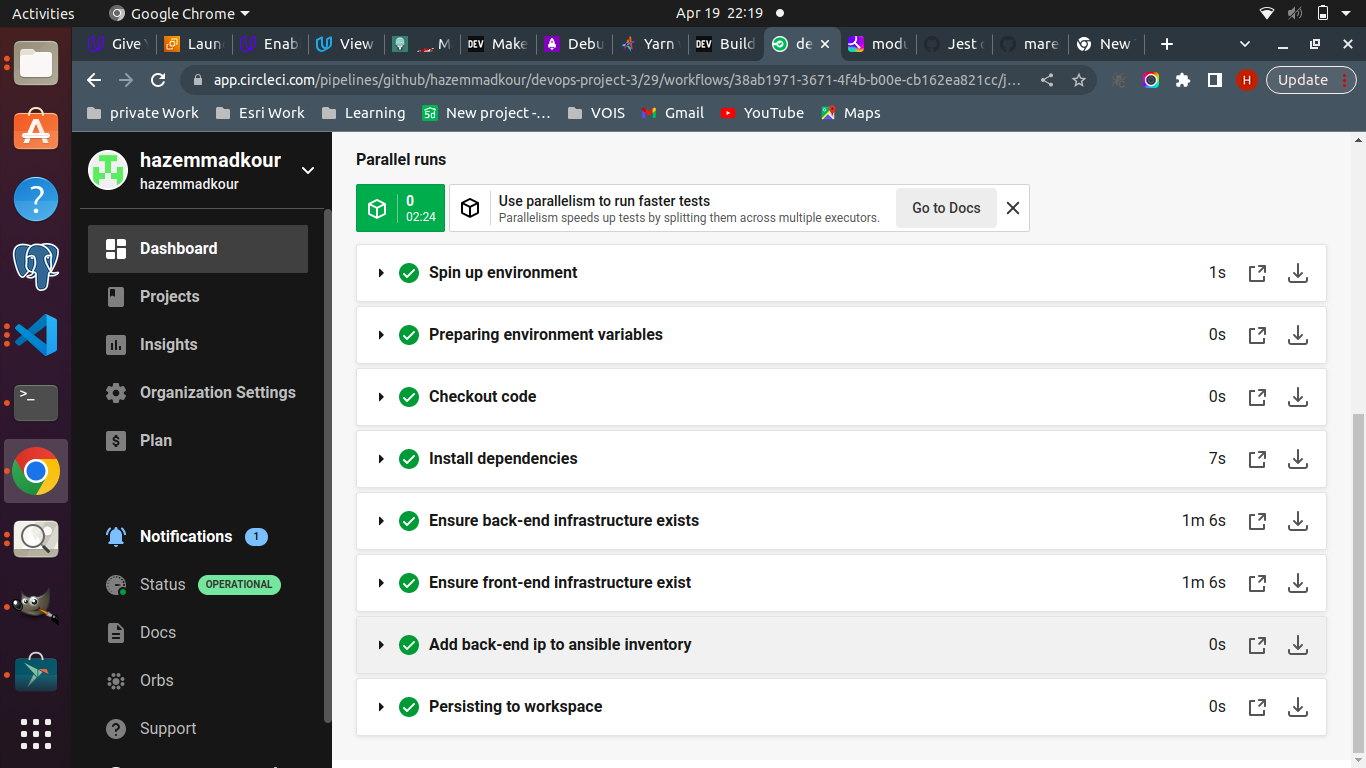 Activities
Google Chrome
Apr 19 22:19
Give Y
Laun
Enab
View
M
DEV Make
Debu
Yarn
DEV Build
de
modu
Jest
mare
New
app.circleci.com/pipelines/github/hazemmadkour/devops-project-3/29/workflows/38ab1971-3671-4f4b-b00e-cb162ea821cc/j…
H
Update
private Work
Esri Work
Learning
New project -…
VOIS
Gmail
YouTube
Maps
hazemmadkour
hazemmadkour
Dashboard
Projects
Insights
Organization Settings
Plan
Notifications 1
Status OPERATIONAL
Docs
Orbs
Support
Parallel runs
0
02:24
Use parallelism to run faster tests
Parallelism speeds up tests by splitting them across multiple executors.
Go to Docs
Spin up environment 1s
Preparing environment variables 0s
Checkout code 0s
Install dependencies 7s
Ensure back-end infrastructure exists 1m 6s
Ensure front-end infrastructure exist 1m 6s
Add back-end ip to ansible inventory 0s
Persisting to workspace 0s